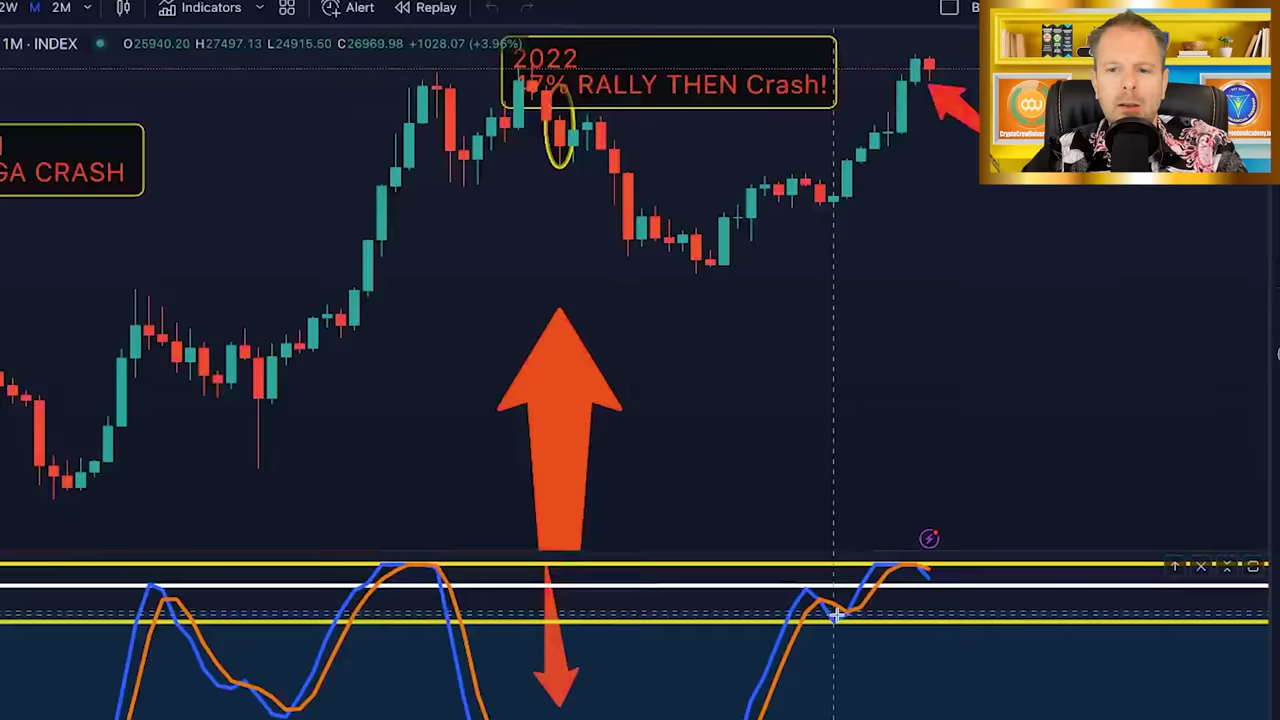 2W M 2M Indicators Alert Replay
1M · INDEX O25940.20 H27497.13 L24915.50 C26969.98 +1028.07 (+3.96%)
2022
17% RALLY THEN Crash!
GA CRASH